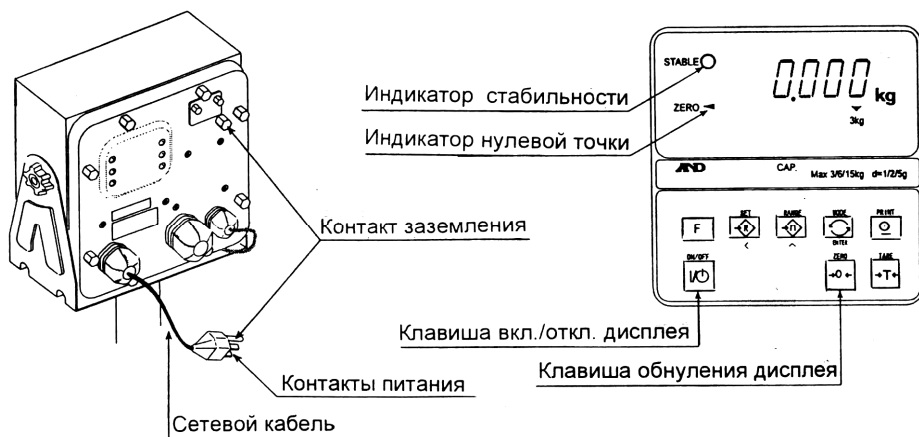 STABLE
0.000 kg
ZERO
3kg
Индикатор стабильности
Индикатор нулевой точки
AND CAP. Max 3/6/15kg d=1/2/5g
SET RANGE MODE PRINT
F R n
ENTER
ON/OFF ZERO TARE
I/ →0← →T←
Контакт заземления
Клавиша вкл./откл. дисплея
Клавиша обнуления дисплея
Контакты питания
Сетевой кабель